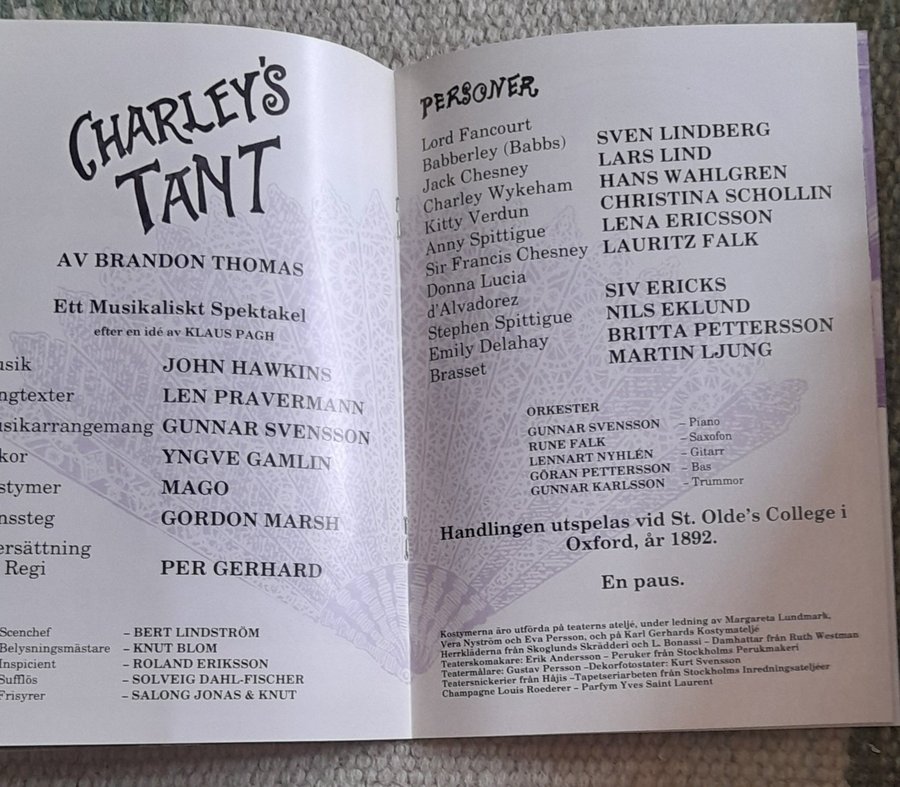 CHARLEY'S
TANT
AV BRANDON THOMAS
Ett Musikaliskt Spektakel
efter en idé av KLAUS PAGH
usik JOHN HAWKINS
ngtexter LEN PRAVERMANN
usikarrangemang GUNNAR SVENSSON
kor YNGVE GAMLIN
stymer MAGO
nssteg GORDON MARSH
ersättning
Regi PER GERHARD
Scenchef – BERT LINDSTRÖM
Belysningsmästare – KNUT BLOM
Inspicient – ROLAND ERIKSSON
Sufflös – SOLVEIG DAHL-FISCHER
Frisyrer – SALONG JONAS & KNUT
PERSONER
Lord Fancourt
Babberley (Babbs) SVEN LINDBERG
Jack Chesney LARS LIND
Charley Wykeham HANS WAHLGREN
Kitty Verdun CHRISTINA SCHOLLIN
Anny Spittigue LENA ERICSSON
Sir Francis Chesney LAURITZ FALK
Donna Lucia
d'Alvadorez SIV ERICKS
Stephen Spittigue NILS EKLUND
Emily Delahay BRITTA PETTERSSON
Brasset MARTIN LJUNG
ORKESTER
GUNNAR SVENSSON – Piano
RUNE FALK – Saxofon
LENNART NYHLÉN – Gitarr
GÖRAN PETTERSSON – Bas
GUNNAR KARLSSON – Trummor
Handlingen utspelas vid St. Olde's College i
Oxford, år 1892.
En paus.
Kostymerna äro utförda på teaterns ateljé, under ledning av Margareta Lundmark,
Vera Nyström och Eva Persson, och på Karl Gerhards Kostymateljé
Herrkläderna från Skoglunds Skrädderi och L. Bonassi – Damhattar från Ruth Westman
Teaterskomakare: Erik Andersson – Peruker från Stockholms Perukmakeri
Teatermålare: Gustav Persson –Dekorfotostater: Kurt Svensson
Teatersnickerier från Håjis –Tapetseriarbeten från Stockholms Inredningsateljéer
Champagne Louis Roederer – Parfym Yves Saint Laurent